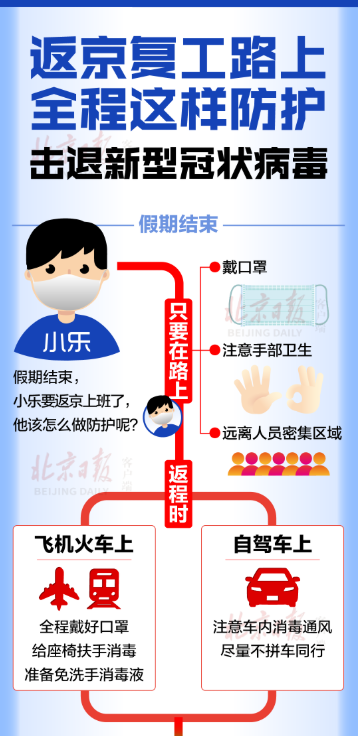 返京复工路上
全程这样防护
击退新型冠状病毒
假期结束
小乐
假期结束，
小乐要返京上班了，
他该怎么做防护呢?
只要在路上
戴口罩
北京日报
BEIJING DAILY
注意手部卫生
远离人员密集区域
北京日报
BEIJING DAILY
返程时
飞机火车上
全程戴好口罩
给座椅扶手消毒
准备免洗手消毒液
自驾车上
注意车内消毒通风
尽量不拼车同行